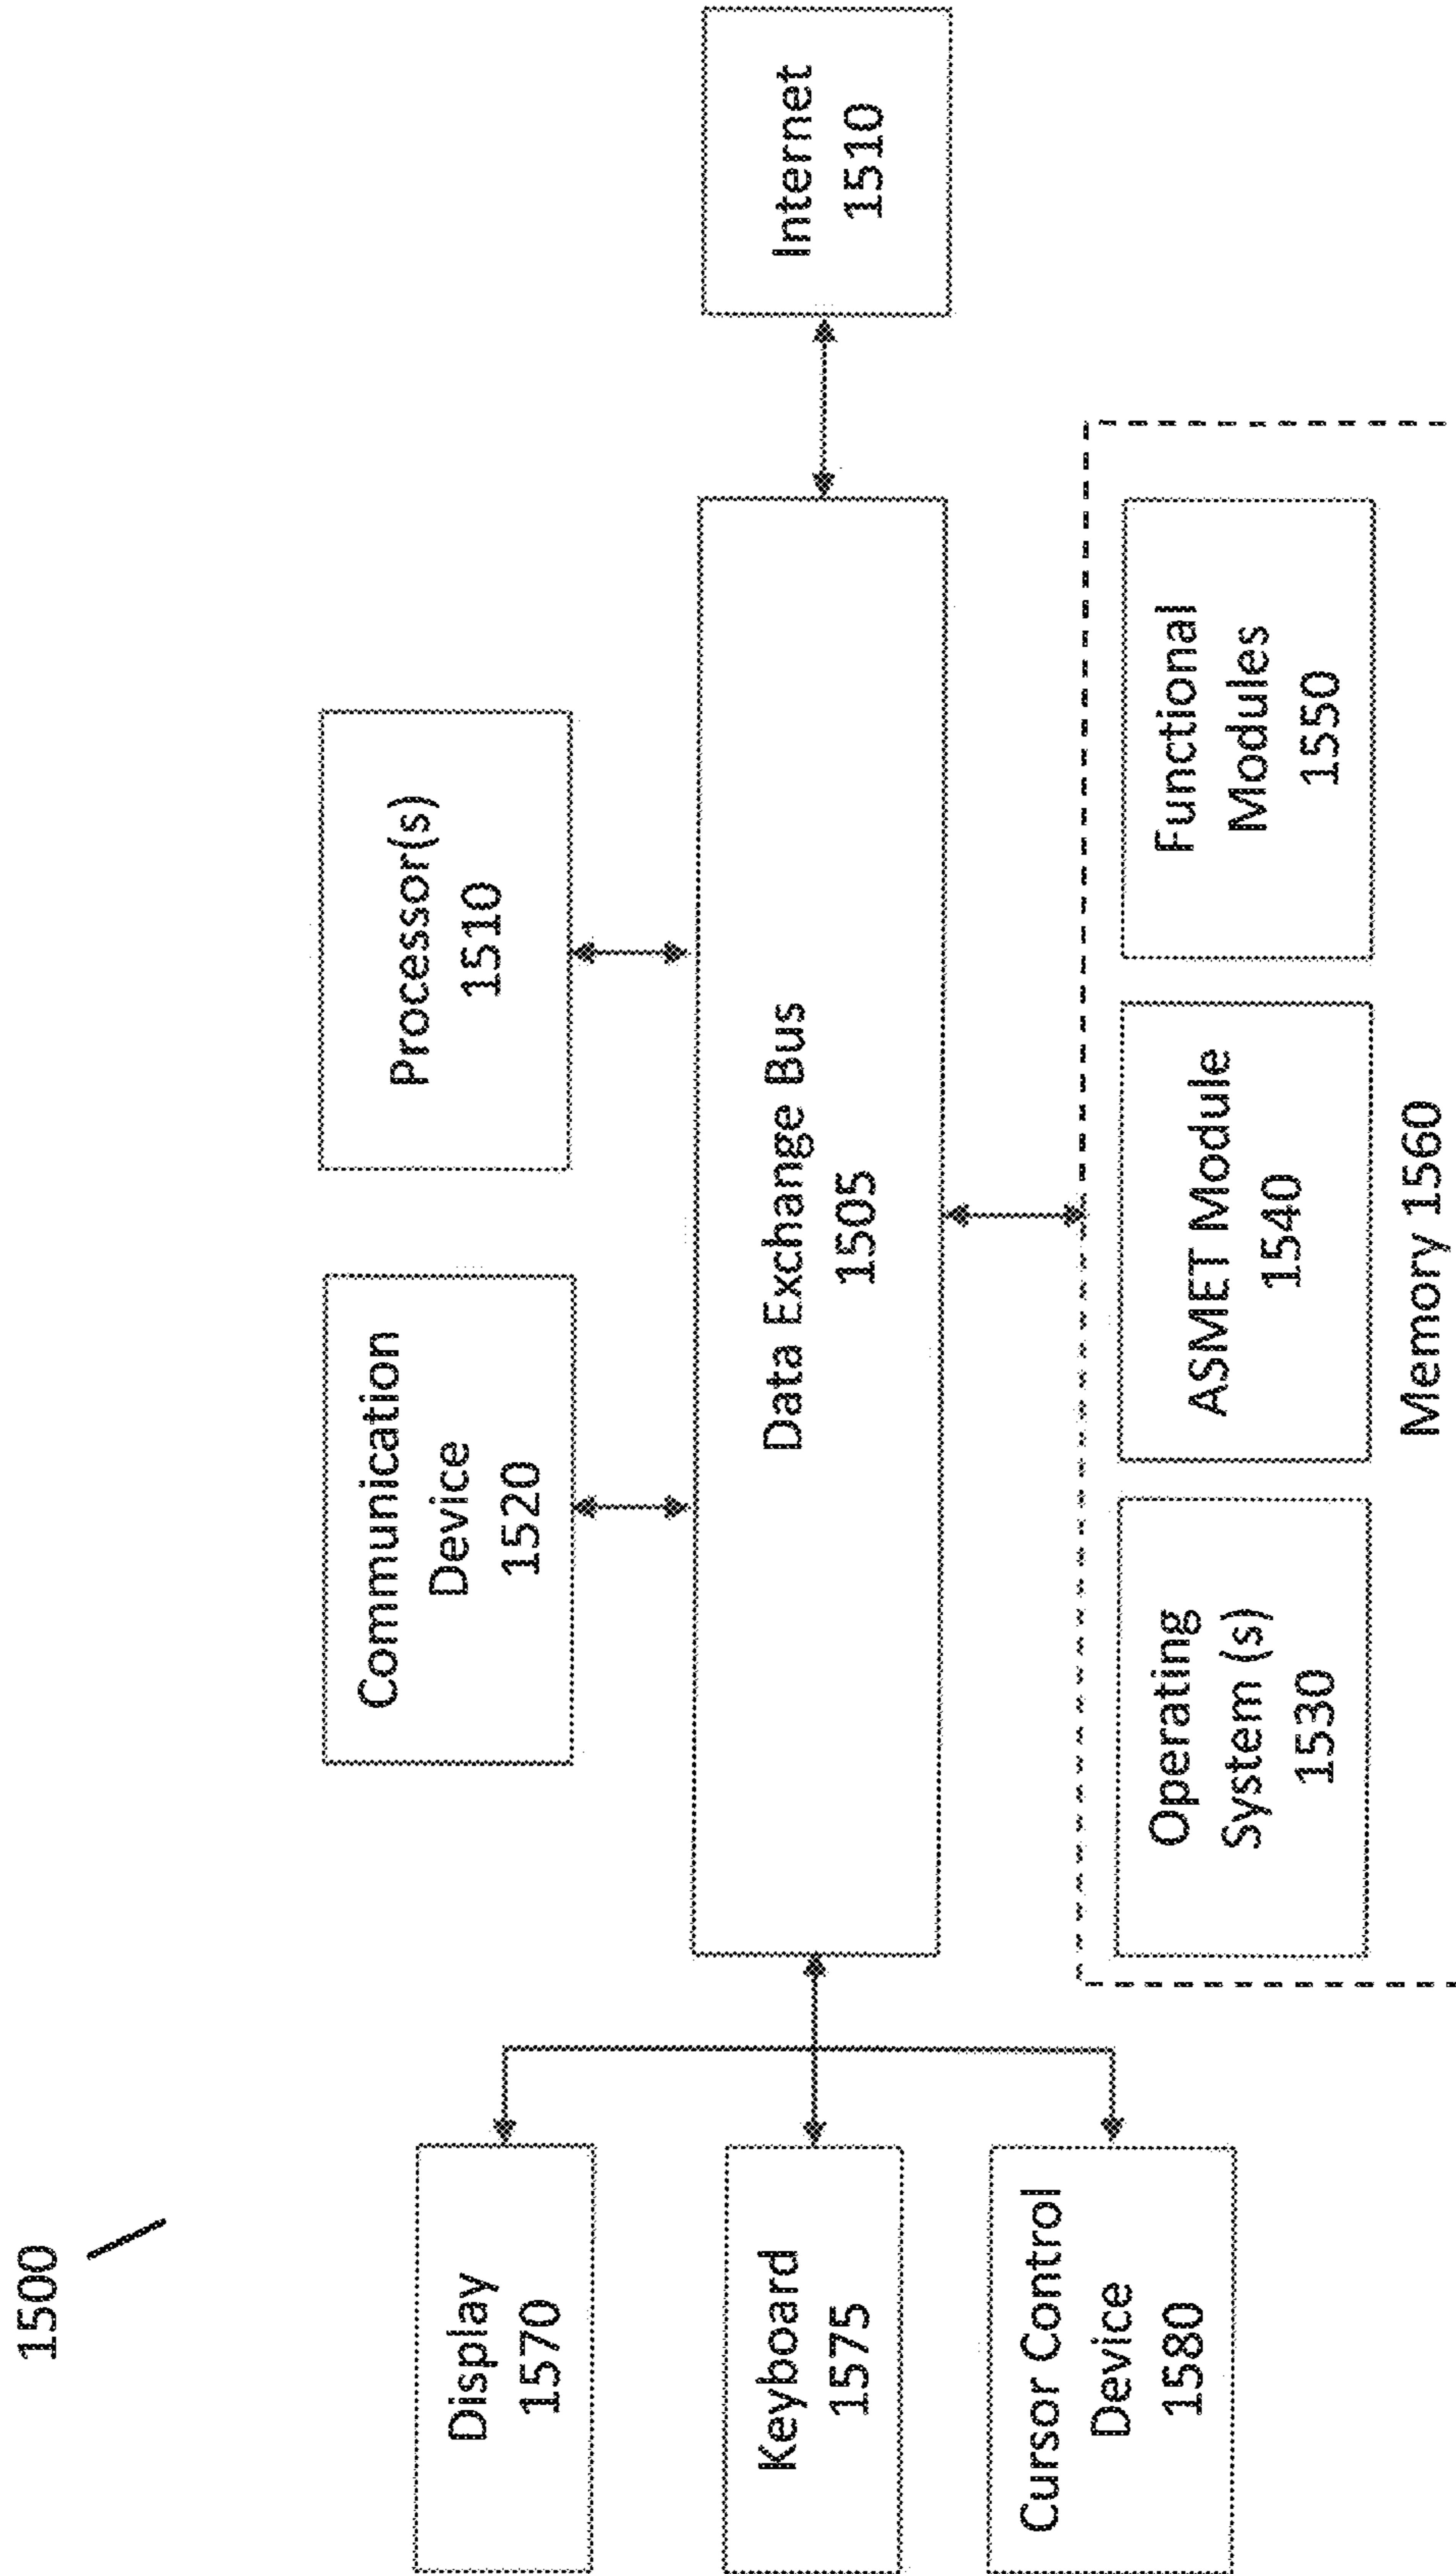 1500
Communication
Device
1520
Processor(s)
1510
Display
1570
Keyboard
1575
Cursor Control
Device
1580
Data Exchange Bus
1505
Internet
1510
Operating
System (s)
1530
ASMET Module
1540
Functional
Modules
1550
Memory 1560